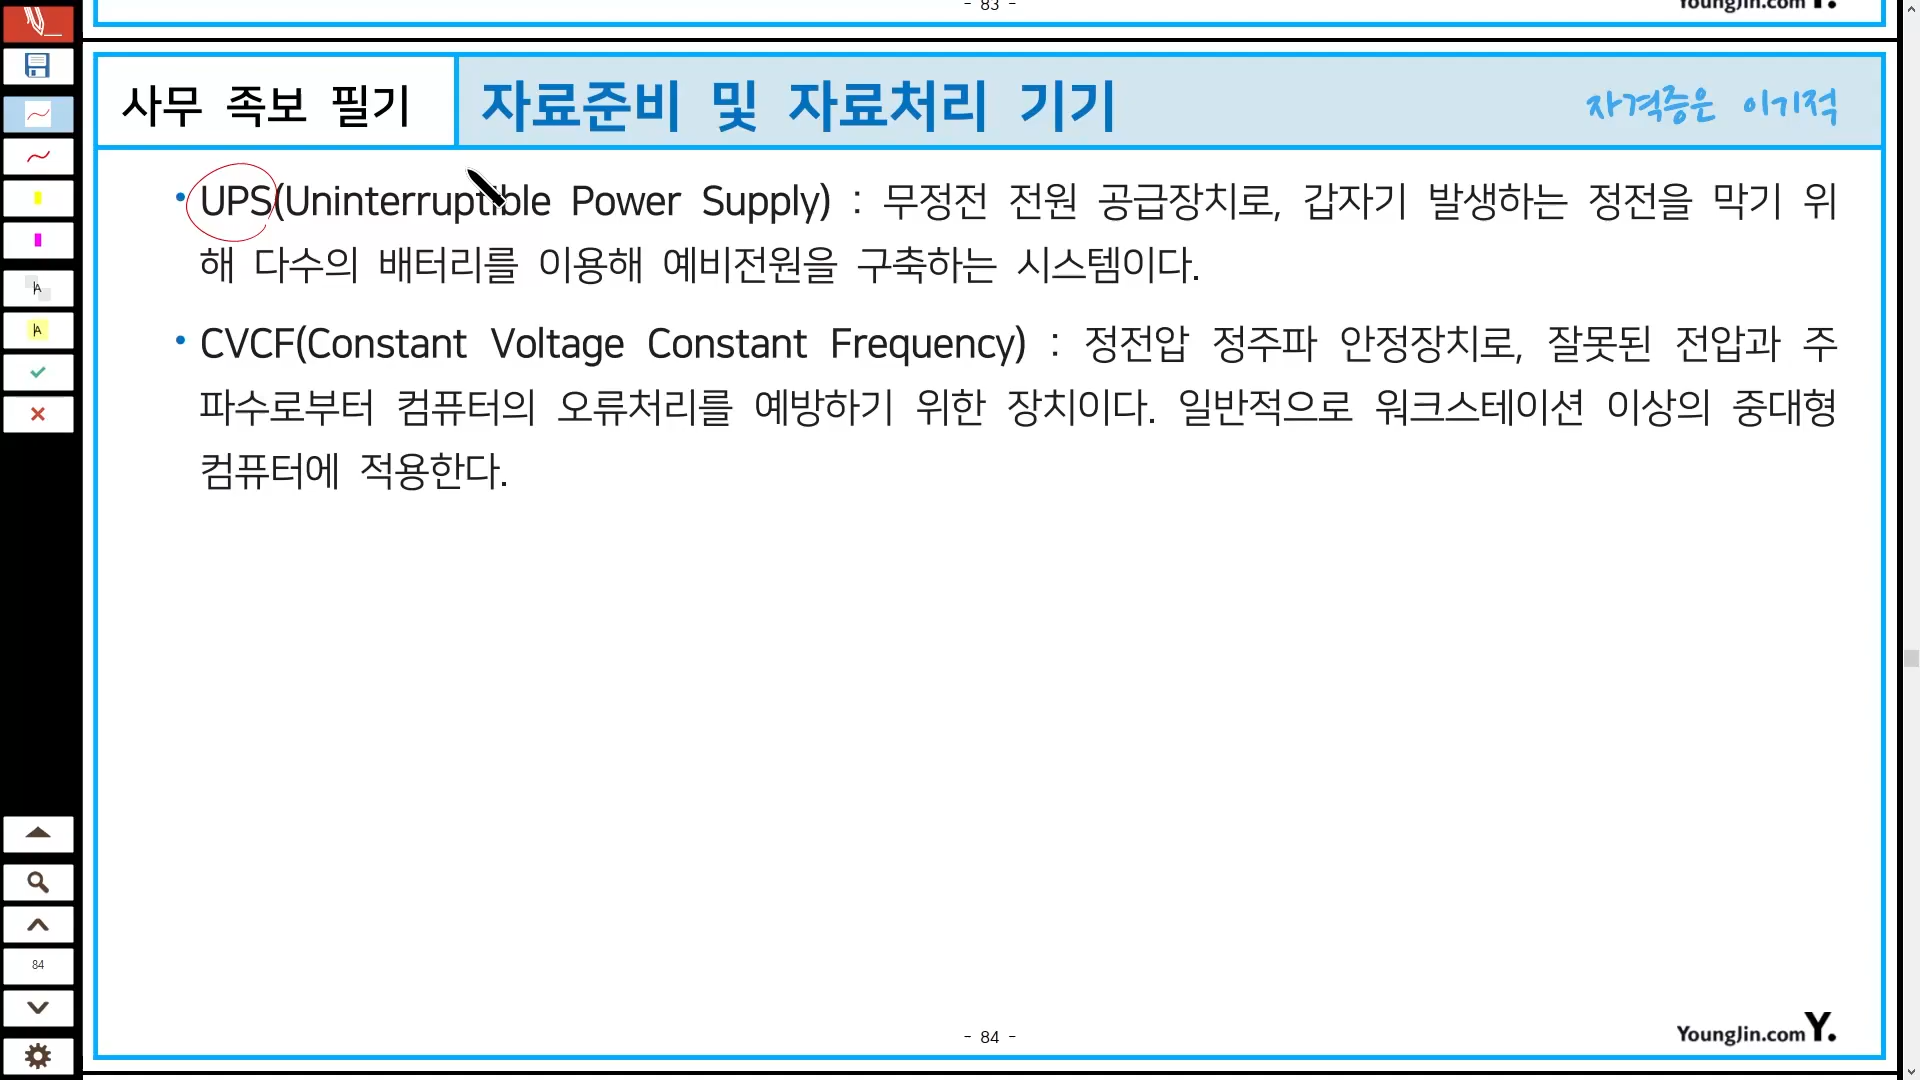 - 83 -
YoungJin.com Y.
사무 족보 필기
자료준비 및 자료처리 기기
자격증은 이기적
• UPS(Uninterruptible Power Supply) : 무정전 전원 공급장치로, 갑자기 발생하는 정전을 막기 위
해 다수의 배터리를 이용해 예비전원을 구축하는 시스템이다.
• CVCF(Constant Voltage Constant Frequency) : 정전압 정주파 안정장치로, 잘못된 전압과 주
파수로부터 컴퓨터의 오류처리를 예방하기 위한 장치이다. 일반적으로 워크스테이션 이상의 중대형
컴퓨터에 적용한다.
A
A
84
- 84 -
YoungJin.com Y.